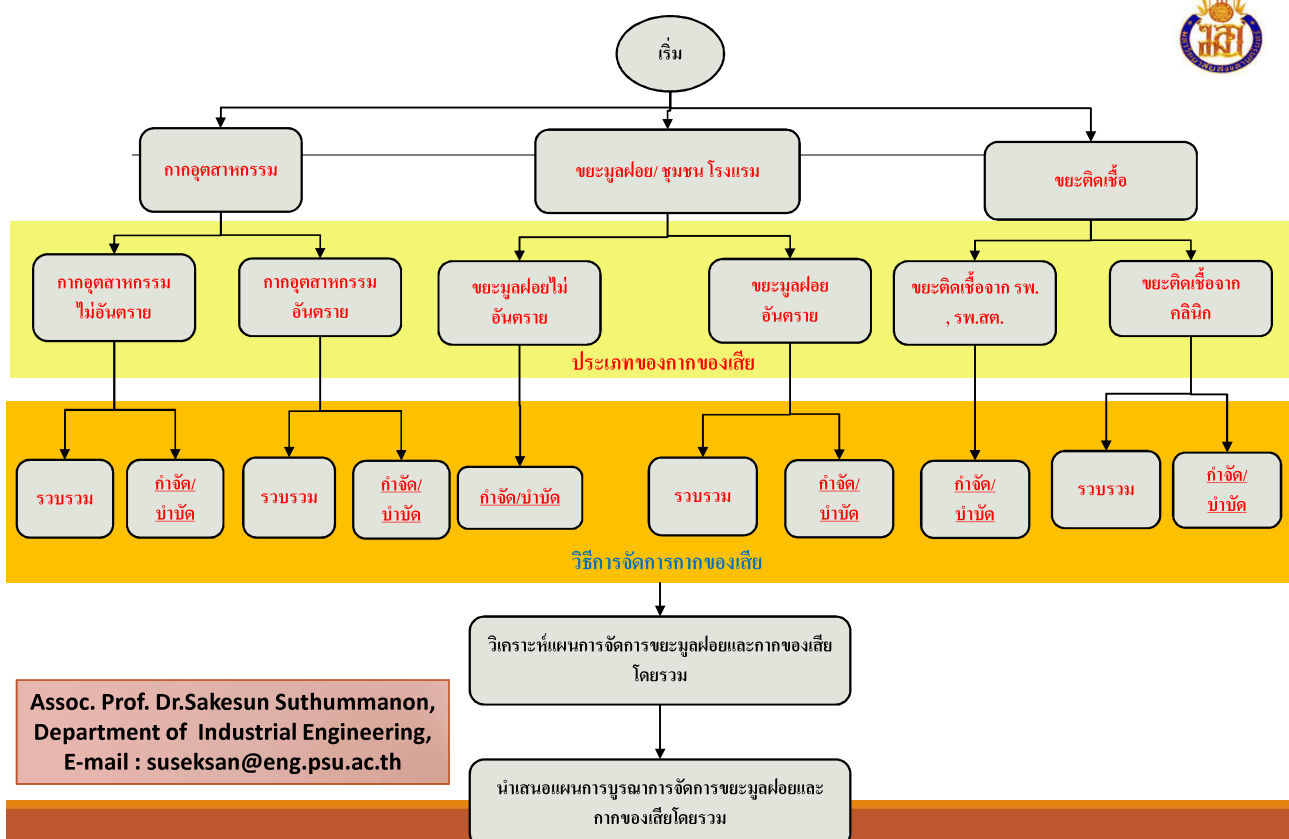 เริ่ม
กากอุตสาหกรรม
ขยะมูลฝอย/ ชุมชน โรงแรม
ขยะติดเชื้อ
กากอุตสาหกรรม
ไม่อันตราย
กากอุตสาหกรรม
อันตราย
ขยะมูลฝอยไม่
อันตราย
ขยะมูลฝอย
อันตราย
ขยะติดเชื้อจาก รพ.
, รพ.สต.
ขยะติดเชื้อจาก
คลินิก
ประเภทของกากของเสีย
รวบรวม
กำจัด/
บำบัด
รวบรวม
กำจัด/
บำบัด
กำจัด/บำบัด
รวบรวม
กำจัด/
บำบัด
กำจัด/
บำบัด
รวบรวม
กำจัด/
บำบัด
วิธีการจัดการกากของเสีย
วิเคราะห์แผนการจัดการขยะมูลฝอยและกากของเสีย
โดยรวม
Assoc. Prof. Dr.Sakesun Suthummanon,
Department of Industrial Engineering,
E-mail : suseksan@eng.psu.ac.th
นำเสนอแผนการบูรณาการจัดการขยะมูลฝอยและ
กากของเสียโดยรวม